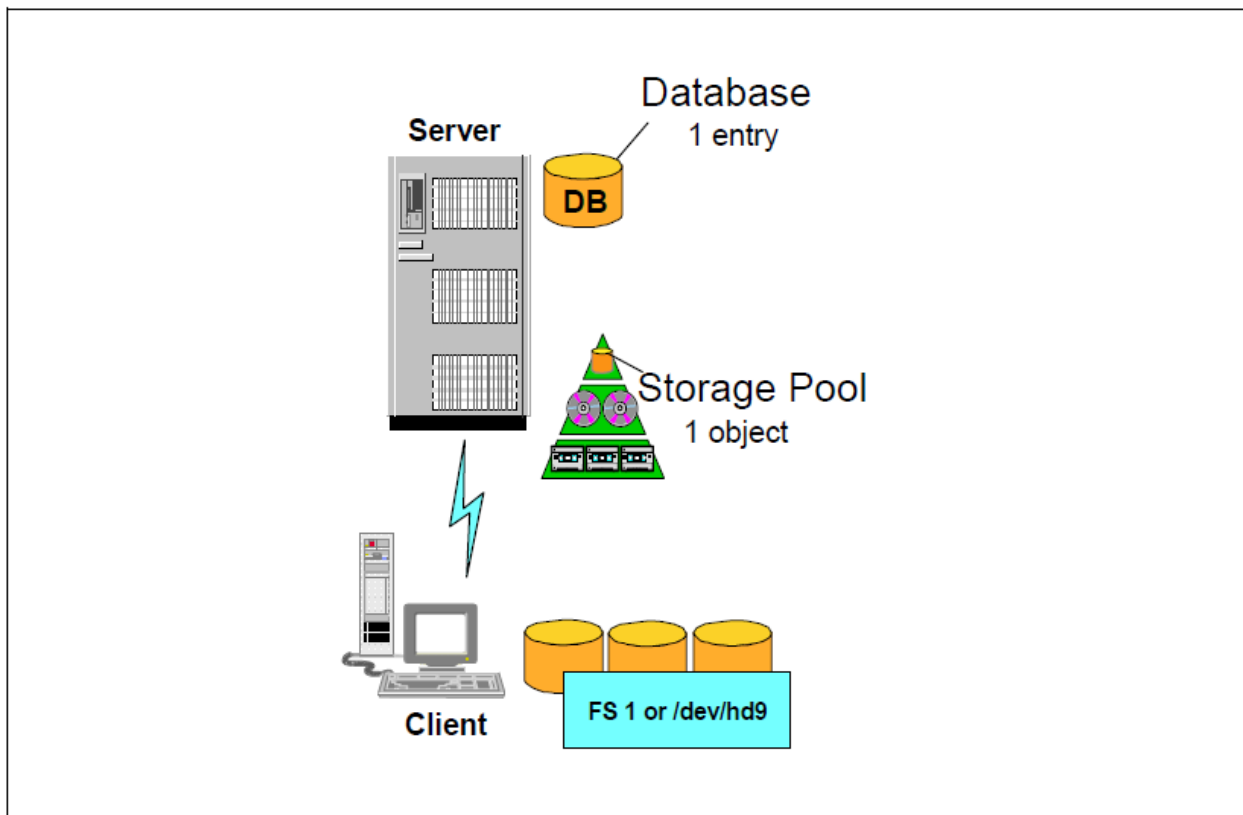 Database
1 entry
Server
DB
Storage Pool
1 object
Client
FS 1 or /dev/hd9